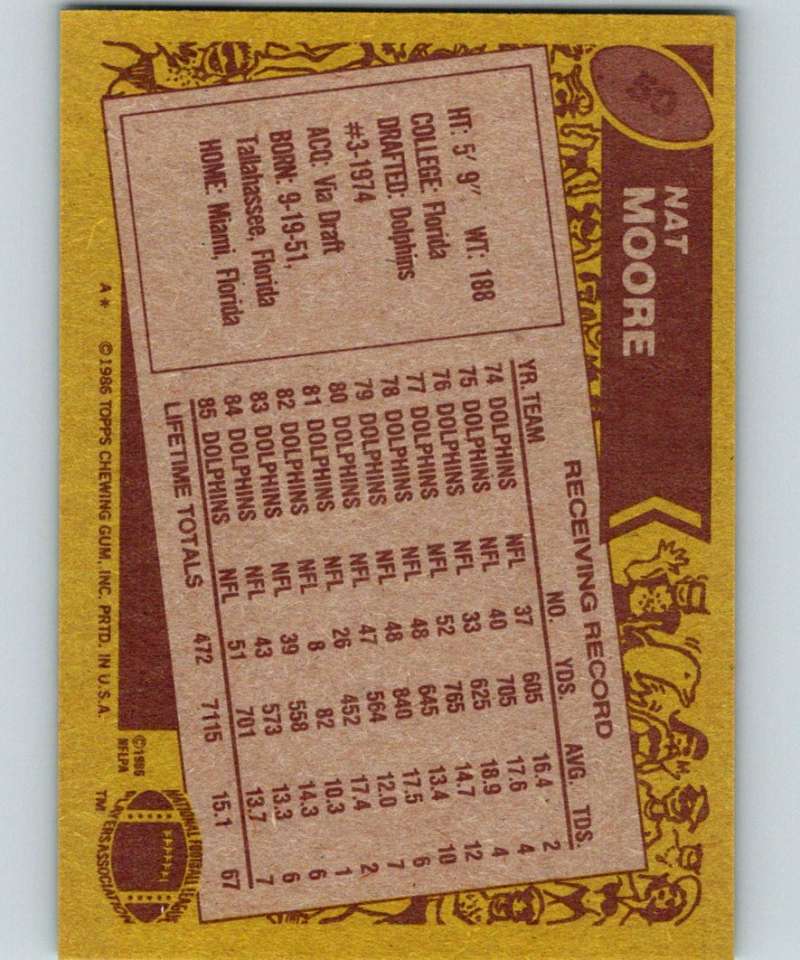 NAT
MOORE
HT: 5' 9" WT: 188
COLLEGE: Florida
DRAFTED: Dolphins
#3-1974
ACQ: Via Draft
BORN: 9-19-51,
Tallahassee, Florida
HOME: Miami, Florida
RECEIVING RECORD
YR. TEAM NO. YDS. AVG. TDS.
74 DOLPHINS NFL 37 605 16.4 2
75 DOLPHINS NFL 40 705 17.6 4
76 DOLPHINS NFL 33 625 18.9 4
77 DOLPHINS NFL 52 765 14.7 12
78 DOLPHINS NFL 48 645 13.4 10
79 DOLPHINS NFL 48 840 17.5 6
80 DOLPHINS NFL 47 564 12.0 7
81 DOLPHINS NFL 26 452 17.4 2
82 DOLPHINS NFL 8 82 10.3 1
83 DOLPHINS NFL 39 558 14.3 6
84 DOLPHINS NFL 43 573 13.3 6
85 DOLPHINS NFL 51 701 13.7 7
LIFETIME TOTALS 472 7115 15.1 67
A* ©1986 TOPPS CHEWING GUM, INC. PRTD. IN U.S.A.
©1986
NFLPA
NATIONAL FOOTBALL LEAGUE
PLAYERS ASSOCIATION
TM